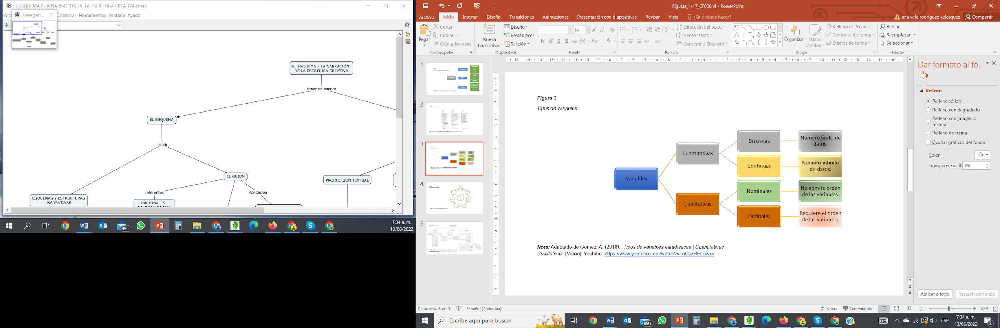 EL ESQUEMA Y LA NARRACIÓN DE LA ESCRITURA CREATIVA.cmap
Navegaci...
Colaborar Herramientas Ventana Ayuda
EL ESQUEMA Y LA NARRACIÓN
DE LA ESCRITURA CREATIVA
tener en cuenta
EL ESQUEMA
incluir
EL GUION
PRODUCCIÓN TEXTUAL
referentes
Aplicación
ESQUEMAS Y ESTRUCTURAS
NARRATIVAS
NACIONALES
INTERNACIONALES
99+
7:34 a. m.
13/06/2022
Figuras_1-17_CF006 vf - PowerPoint
Archivo Inicio Insertar Diseño Transiciones Animaciones Presentación con diapositivas Revisar Vista ¿Qué desea hacer? ana vela rodriguez velasquez Compartir
Pegar
Cortar
Copiar
Copiar formato
Portapapeles
Nueva
diapositiva
Diseño
Restablecer
Sección
Diapositivas
14
N K S S abc AV Aa A
Fuente
Dirección del texto
Alinear texto
Convertir a SmartArt
Párrafo
Organizar
Estilos
rápidos
Relleno de forma
Contorno de forma
Efectos de forma
Dibujo
Buscar
Reemplazar
Seleccionar
Edición
1
2
3
4
5
Figura 3
Tipos de variables
Variables
Cuantitativas
Cualitativas
Discretas
Continuas
Nominales
Ordinales
Número finito de
datos.
Número infinito
de datos.
No admite orden
de las variables.
Requiere el orden
de las variables.
Nota: Adaptado de Gómez, A. (2018)., Tipos de variables estadísticas | Cuantitativas
Cualitativas. [Vídeo]. Youtube. https://www.youtube.com/watch?v=nCszHELuwxk
Dar formato al fo...
Relleno
Relleno sólido
Relleno con degradado
Relleno con imagen o
textura
Relleno de trama
Ocultar gráficos del fondo
Color
Transparencia 0%
Aplicar a todo Restablecer fondo
Diapositiva 3 de 5 Español (Colombia) Notas Comentarios 82%
Escribe aquí para buscar
99+
ESP
7:34 a. m.
13/06/2022
2